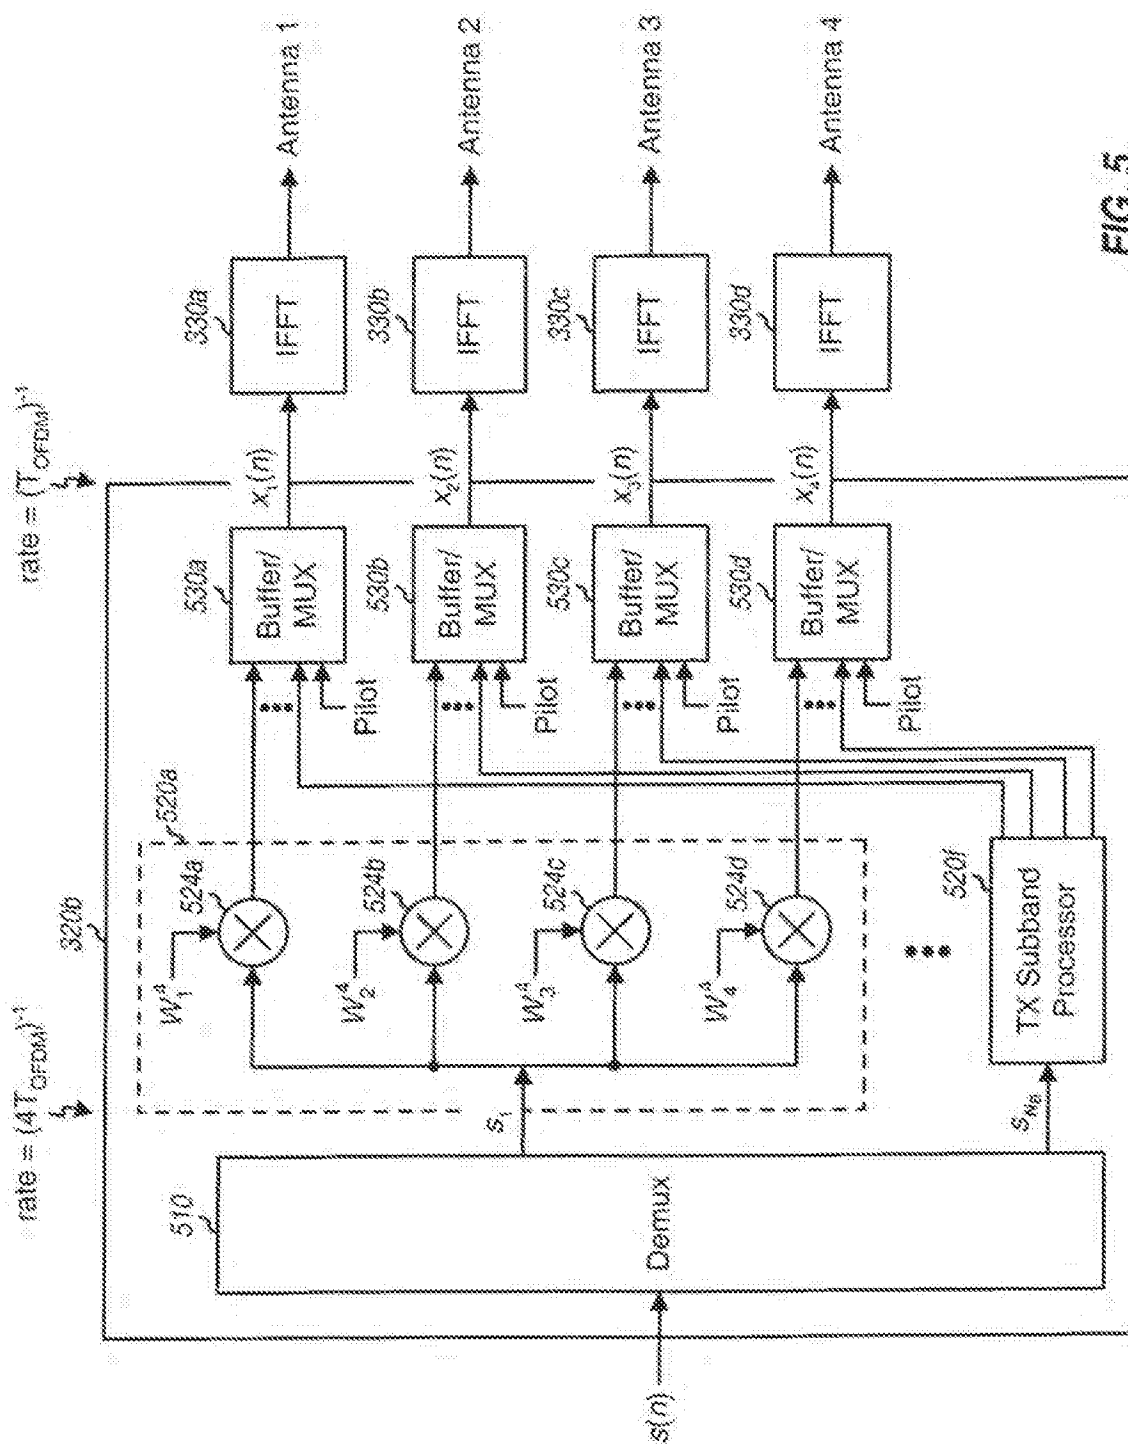 rate = (4T_OFDM)^-1
rate = (T_OFDM)^-1
320b
510
520a
s(n)
Demux
s_1
s_NB
W_1^4
524a
W_2^4
524b
W_3^4
524c
W_4^4
524d
520f
TX Subband
Processor
530a
Buffer/
MUX
Pilot
530b
Buffer/
MUX
Pilot
530c
Buffer/
MUX
Pilot
530d
Buffer/
MUX
Pilot
x_1(n)
x_2(n)
x_3(n)
x_4(n)
330a
IFFT
330b
IFFT
330c
IFFT
330d
IFFT
Antenna 1
Antenna 2
Antenna 3
Antenna 4
FIG. 5